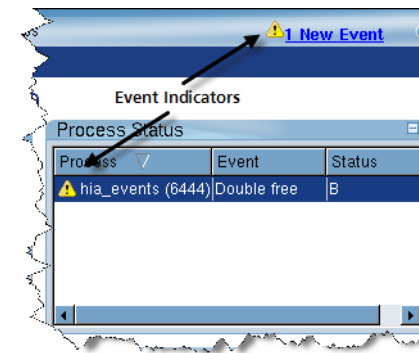 1 New Event
Event Indicators
Process Status
Process Event Status
hia_events (6444) Double free B